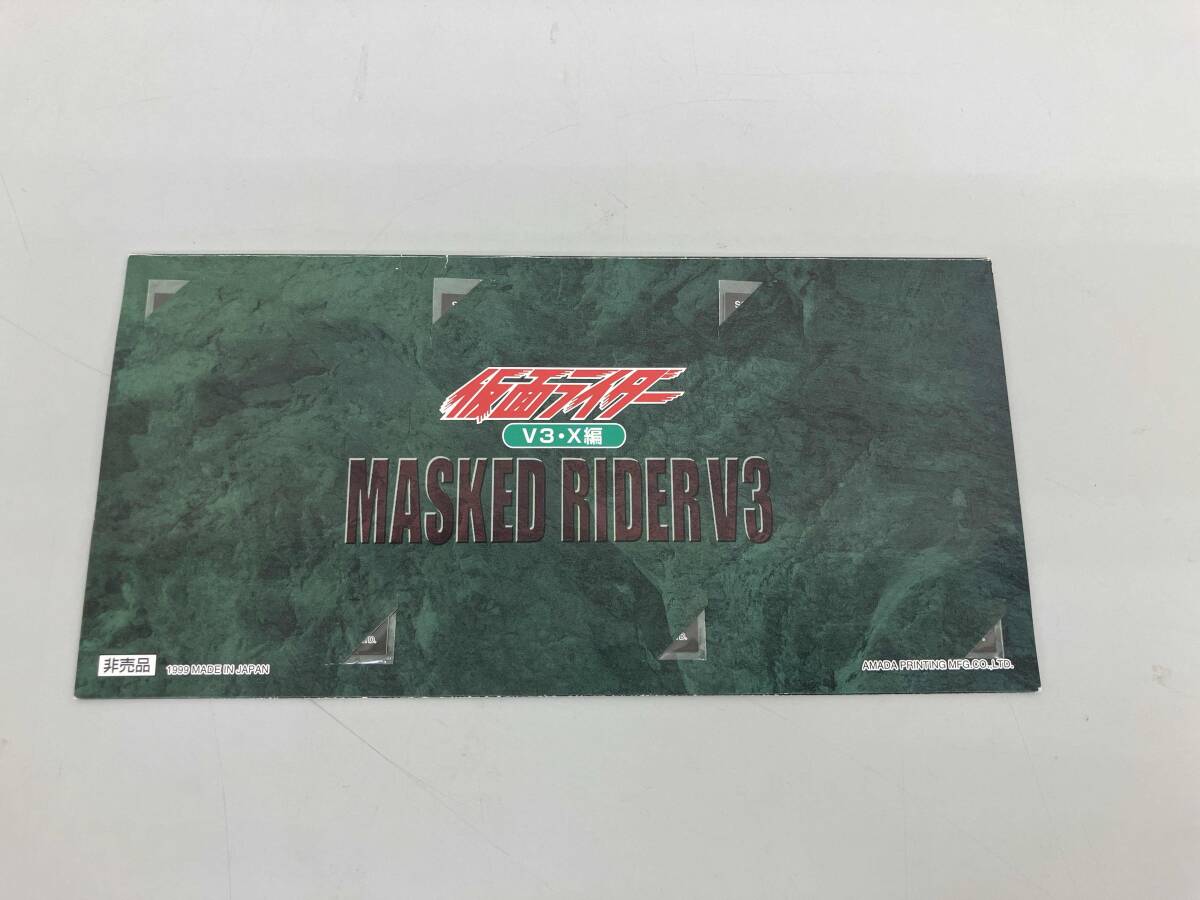 仮面ライダー
V3・X編
MASKED RIDER V3
非売品
1999 MADE IN JAPAN
AMADA PRINTING MFG.CO.,LTD.